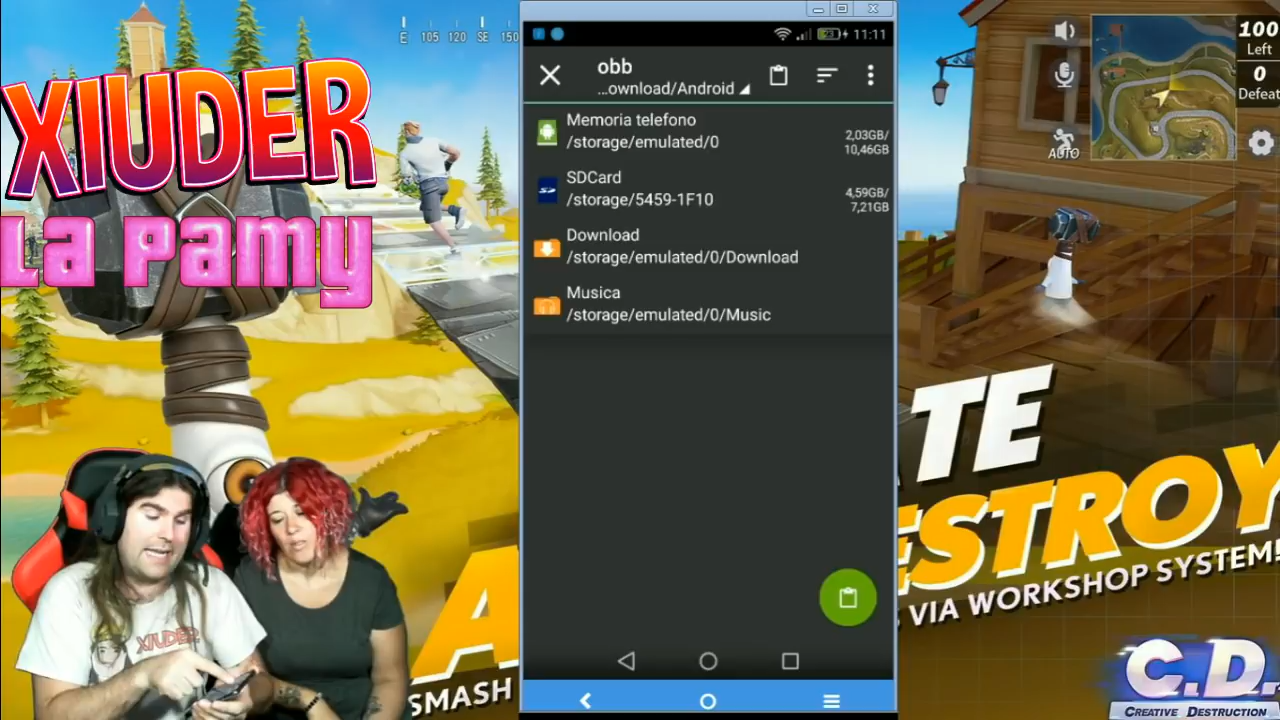 E 105 120 SE 150
XIUDER
La Pamy
11:11
obb
...ownload/Android
Memoria telefono
/storage/emulated/0
2,03GB/
10,46GB
SDCard
/storage/5459-1F10
4,59GB/
7,21GB
Download
/storage/emulated/0/Download
Musica
/storage/emulated/0/Music
100
Left
0
Defeat
AUTO
TE
ESTROY
VIA WORKSHOP SYSTEM!
A
SMASH
XIUDER
C.D.
CREATIVE DESTRUCTION